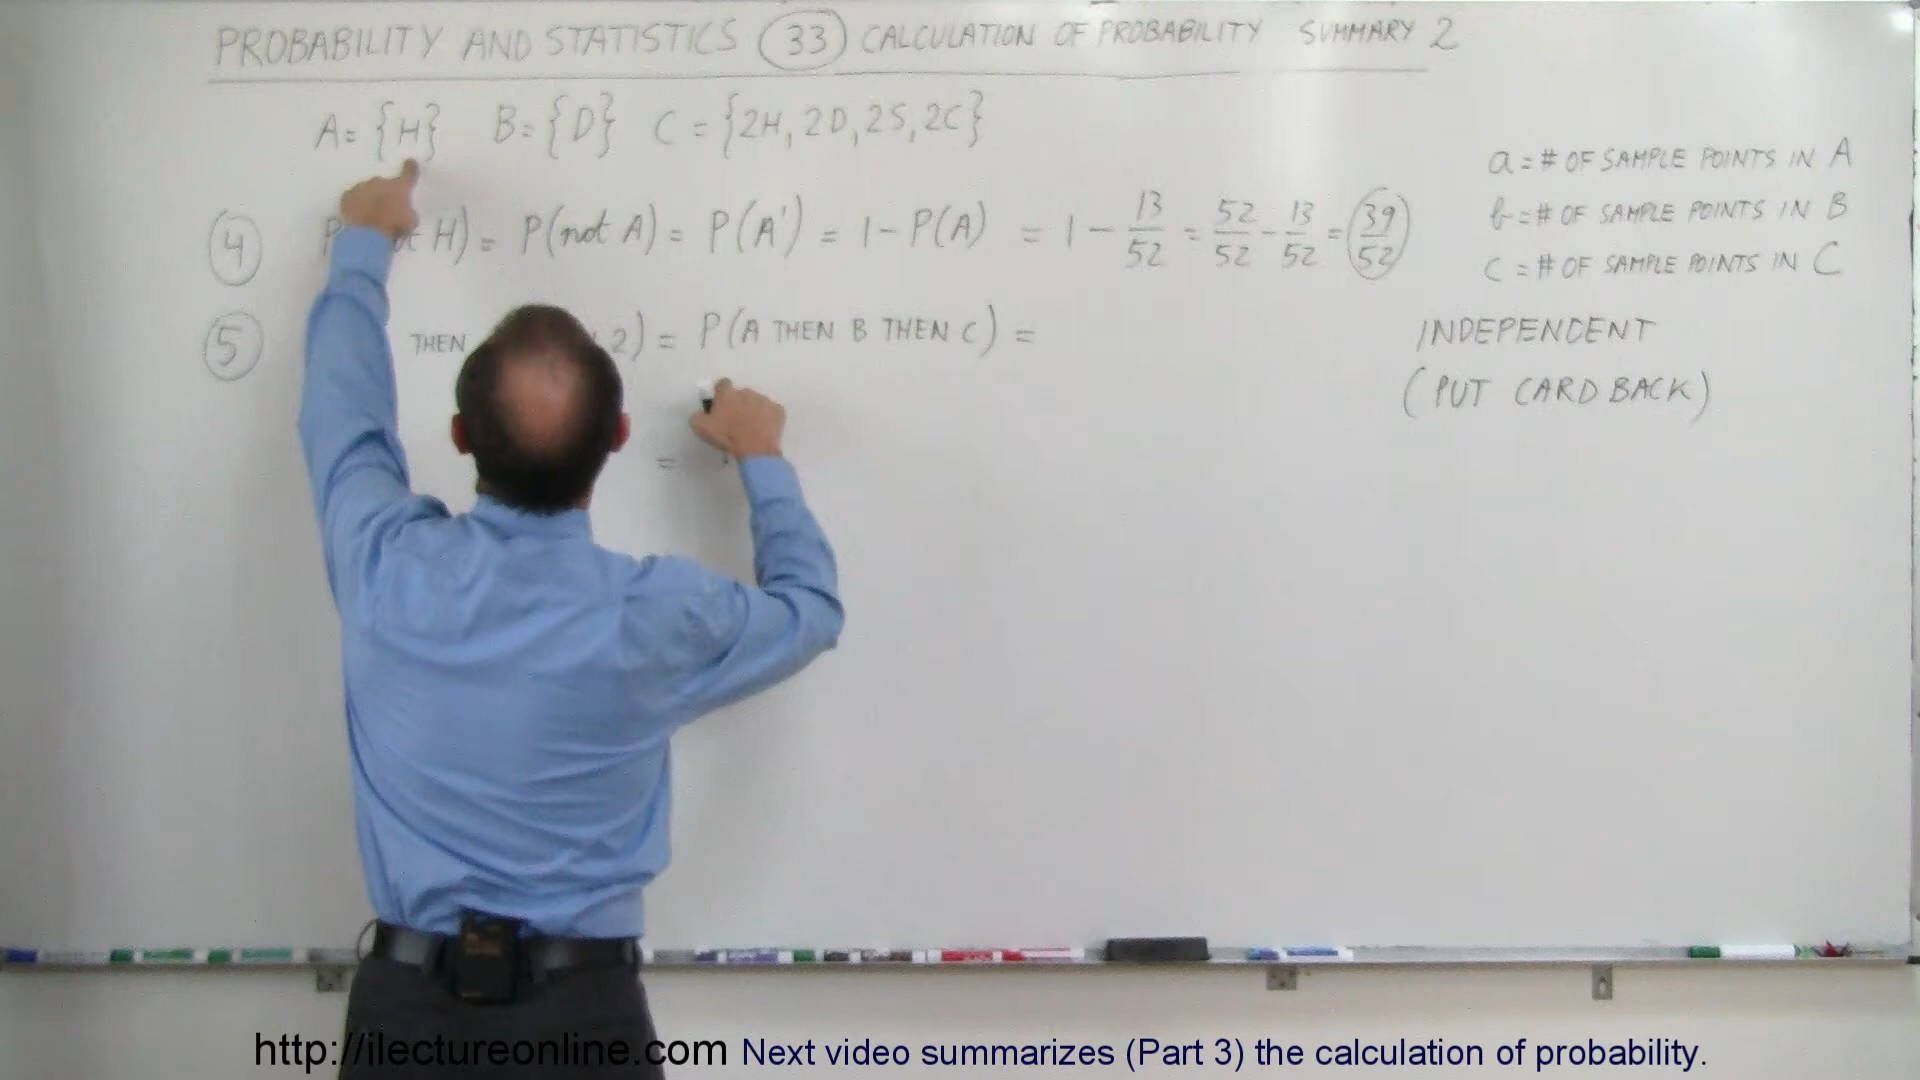 PROBABILITY AND STATISTICS 33 CALCULATION OF PROBABILITY SUMMARY 2
A = {H} B = {D} C = {2H, 2D, 2S, 2C}
a = # OF SAMPLE POINTS IN A
b = # OF SAMPLE POINTS IN B
c = # OF SAMPLE POINTS IN C
4 P( H) = P(not A) = P(A') = 1 - P(A) = 1 - 13/52 = 52/52 - 13/52 = 39/52
5 THEN 2) = P(A THEN B THEN C) =
=
INDEPENDENT
(PUT CARD BACK)
http://ilectureonline.com Next video summarizes (Part 3) the calculation of probability.